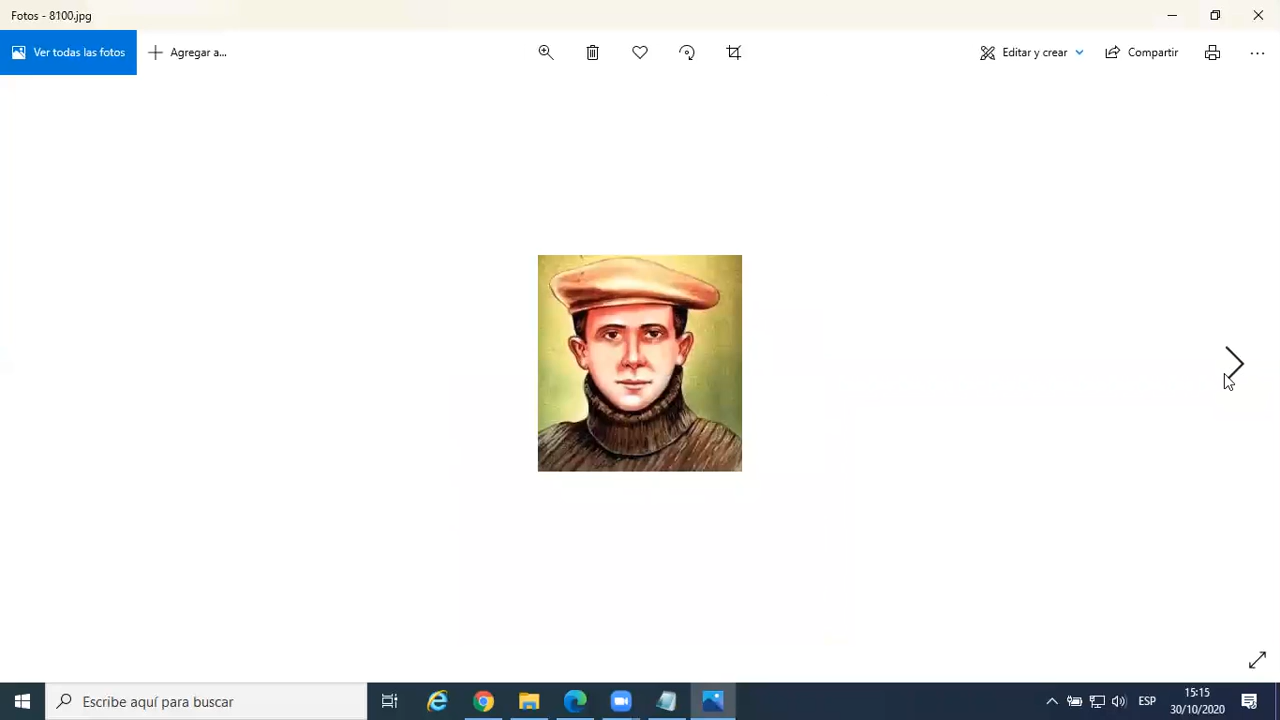 Fotos - 8100.jpg
Ver todas las fotos
Agregar a...
Editar y crear
Compartir
Escribe aquí para buscar
ESP
15:15
30/10/2020